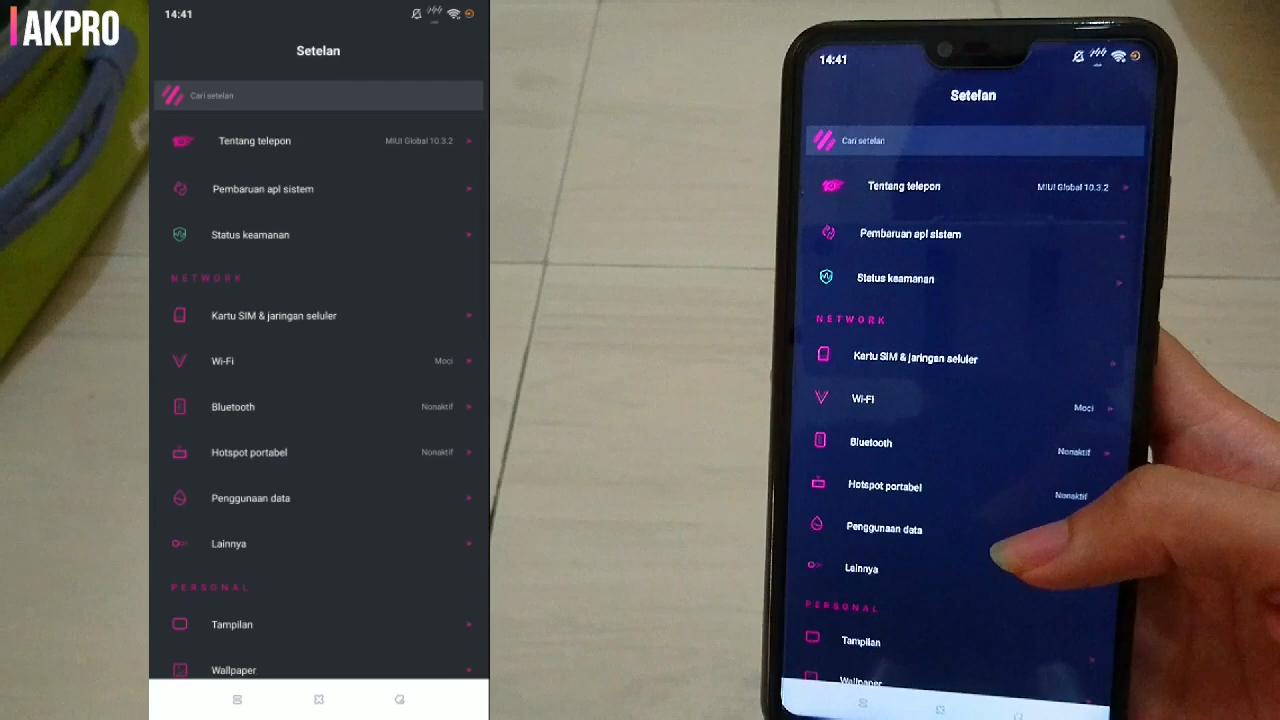 AKPRO
14:41
Setelan
Cari setelan
Tentang telepon MIUI Global 10.3.2
Pembaruan apl sistem
Status keamanan
NETWORK
Kartu SIM & jaringan seluler
Wi-Fi Moci
Bluetooth Nonaktif
Hotspot portabel Nonaktif
Penggunaan data
Lainnya
PERSONAL
Tampilan
Wallpaper
14:41
Setelan
Cari setelan
Tentang telepon MIUI Global 10.3.2
Pembaruan apl sistem
Status keamanan
NETWORK
Kartu SIM & jaringan seluler
Wi-Fi Moci
Bluetooth Nonaktif
Hotspot portabel Nonaktif
Penggunaan data
Lainnya
PERSONAL
Tampilan
Wallpaper